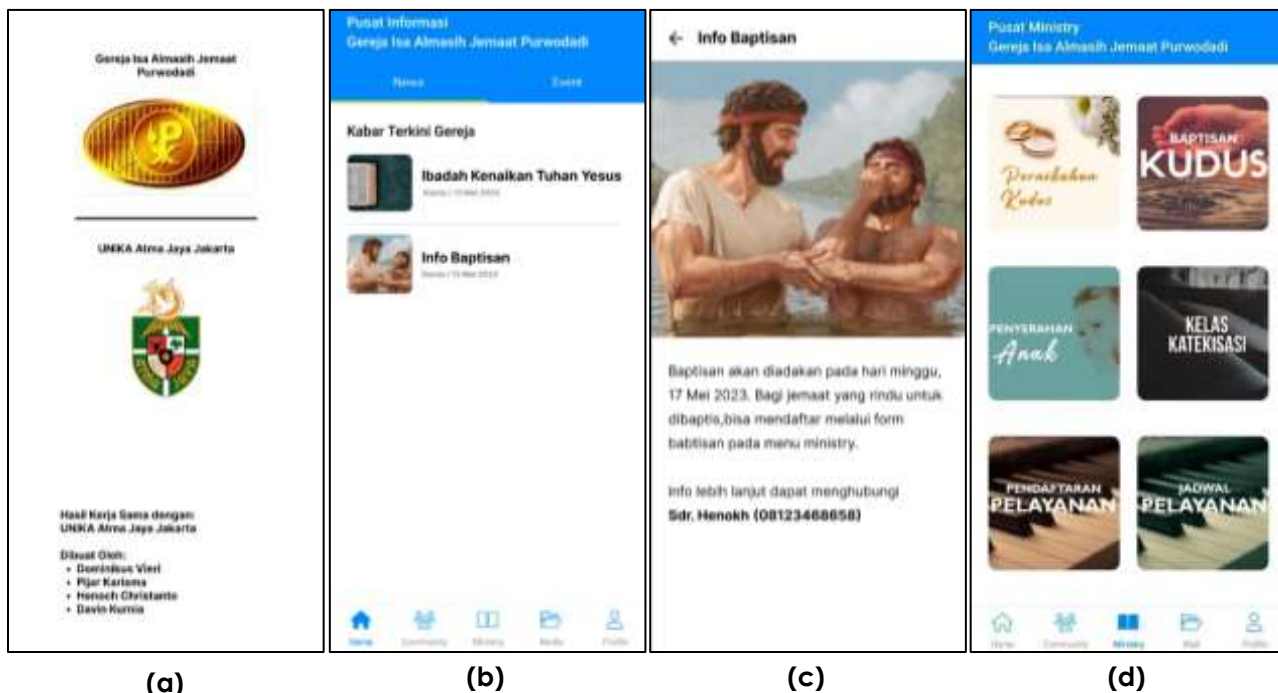 Gereja Isa Almasih Jemaat
Purwodadi
UNIKA Atma Jaya Jakarta
Hasil Kerja Sama dengan:
UNIKA Atma Jaya Jakarta
Dibuat Oleh:
• Dominikus Vieri
• Pijar Karisma
• Henoch Christanto
• Davin Kurnia
(a)
Pusat Informasi
Gereja Isa Almasih Jemaat Purwodadi
News
Event
Kabar Terkini Gereja
Ibadah Kenaikan Tuhan Yesus
Info Baptisan
Home
Community
Ministry
Media
Profile
(b)
← Info Baptisan
Baptisan akan diadakan pada hari minggu,
17 Mei 2023. Bagi jemaat yang rindu untuk
dibaptis,bisa mendaftar melalui form
babtisan pada menu ministry.
Info lebih lanjut dapat menghubungi
Sdr. Henokh (08123468658)
(c)
Pusat Ministry
Gereja Isa Almasih Jemaat Purwodadi
Pernikahan
Kudus
BAPTISAN
KUDUS
PENYERAHAN
Anak
KELAS
KATEKISASI
PENDAFTARAN
PELAYANAN
JADWAL
PELAYANAN
Home
Community
Ministry
Profile
(d)